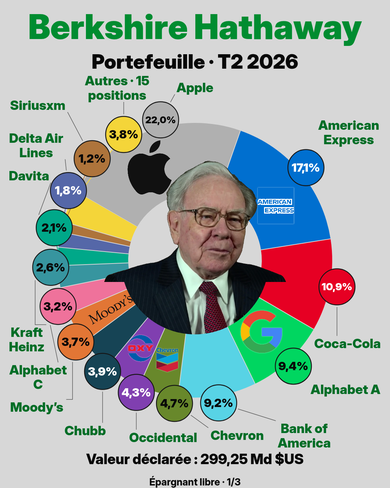 Berkshire Hathaway
Portefeuille · T2 2026
Autres · 15
positions
Apple
Siriusxm
3,8%
22,0%
American
Express
Delta Air
Lines
1,2%
17,1%
Davita
1,8%
AMERICAN
EXPRESS
2,1%
2,6%
10,9%
3,2%
MOODY'S
Kraft
Heinz
3,7%
OXY
Chevron
Coca-Cola
Alphabet
C
3,9%
9,4%
4,3%
4,7%
9,2%
Alphabet A
Moody's
Chubb
Occidental
Chevron
Bank of
America
Valeur déclarée : 299,25 Md $US
Épargnant libre · 1/3